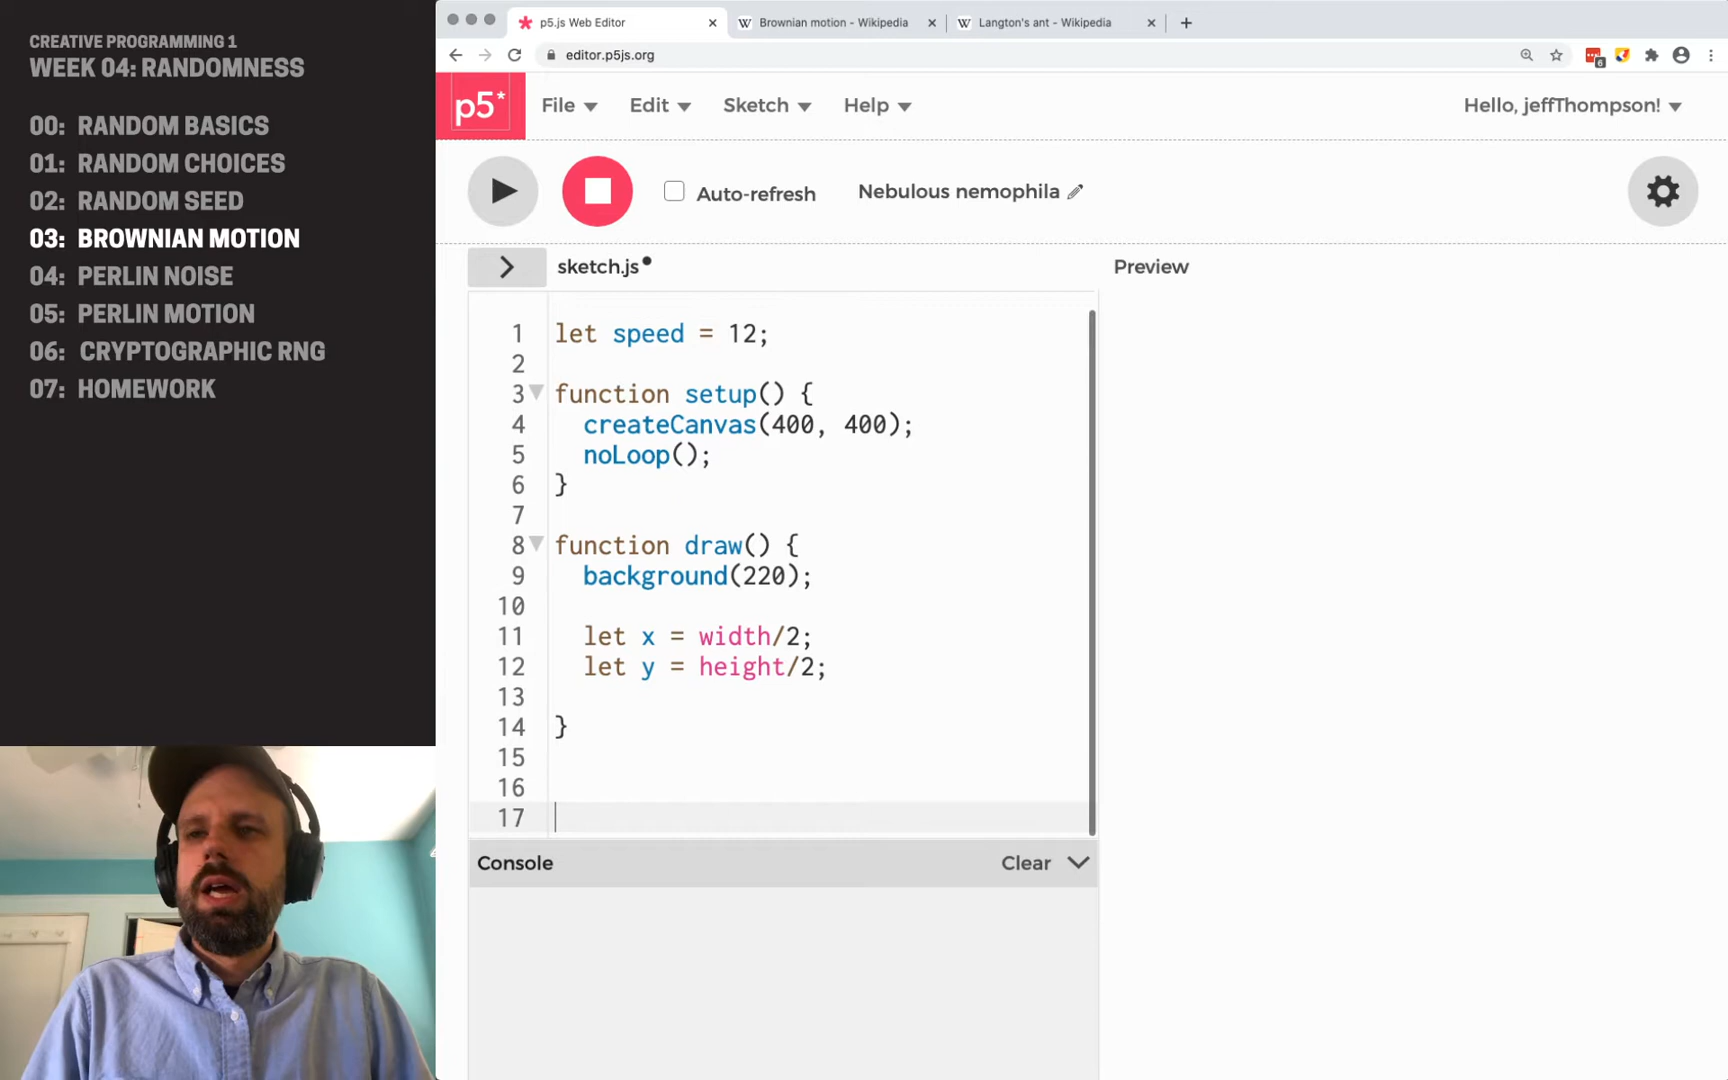 CREATIVE PROGRAMMING 1
WEEK 04: RANDOMNESS
00: RANDOM BASICS
01: RANDOM CHOICES
02: RANDOM SEED
03: BROWNIAN MOTION
04: PERLIN NOISE
05: PERLIN MOTION
06: CRYPTOGRAPHIC RNG
07: HOMEWORK
p5.js Web Editor
W Brownian motion - Wikipedia
W Langton's ant - Wikipedia
editor.p5js.org
6
p5* File Edit Sketch Help Hello, jeffThompson!
Auto-refresh Nebulous nemophila
sketch.js Preview
1 let speed = 12;
2
3 function setup() {
4 createCanvas(400, 400);
5 noLoop();
6 }
7
8 function draw() {
9 background(220);
10
11 let x = width/2;
12 let y = height/2;
13
14 }
15
16
17
Console Clear